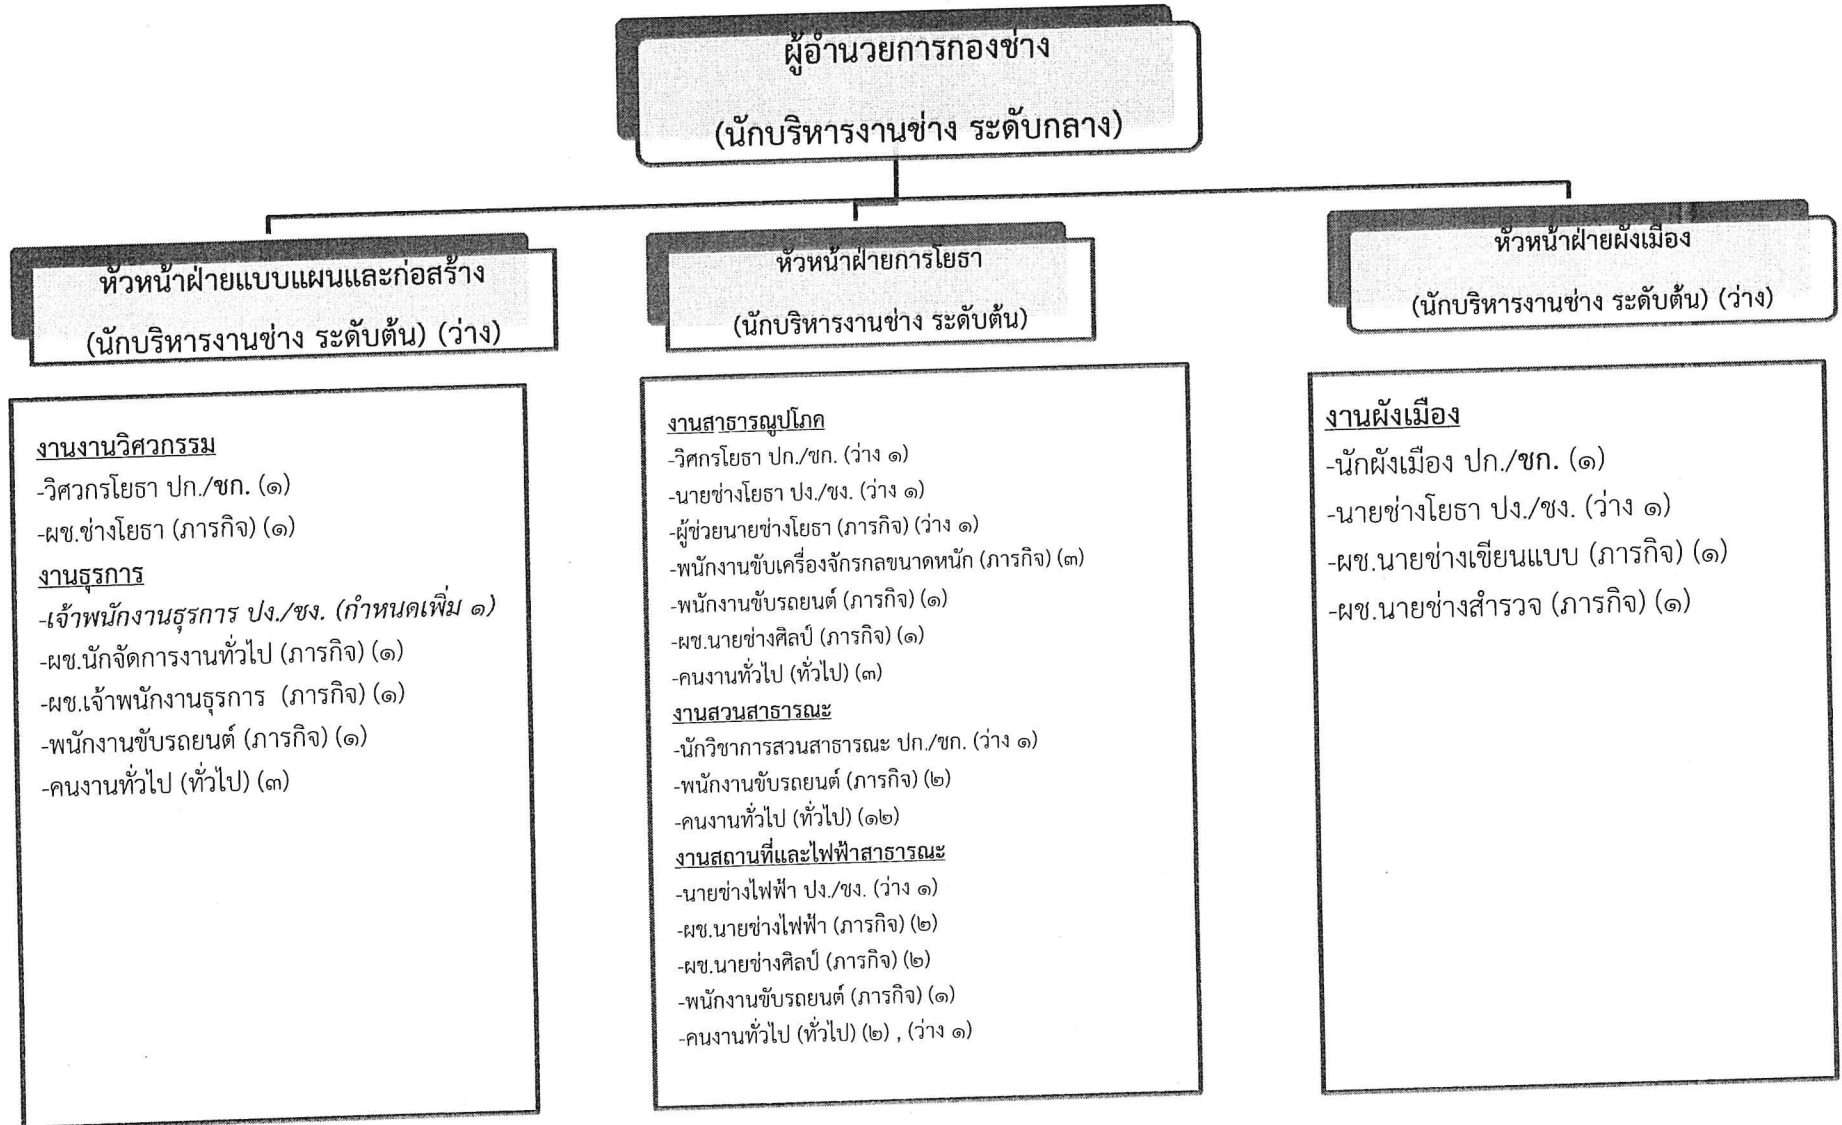 ผู้อำนวยการกองช่าง
(นักบริหารงานช่าง ระดับกลาง)
หัวหน้าฝ่ายแบบแผนและก่อสร้าง
(นักบริหารงานช่าง ระดับต้น) (ว่าง)
งานงานวิศวกรรม
-วิศวกรโยธา ปก./ชก. (๑)
-ผช.ช่างโยธา (ภารกิจ) (๑)
งานธุรการ
-เจ้าพนักงานธุรการ ปง./ชง. (กำหนดเพิ่ม ๑)
-ผช.นักจัดการงานทั่วไป (ภารกิจ) (๑)
-ผช.เจ้าพนักงานธุรการ (ภารกิจ) (๑)
-พนักงานขับรถยนต์ (ภารกิจ) (๑)
-คนงานทั่วไป (ทั่วไป) (๓)
หัวหน้าฝ่ายการโยธา
(นักบริหารงานช่าง ระดับต้น)
งานสาธารณูปโภค
-วิศกรโยธา ปก./ชก. (ว่าง ๑)
-นายช่างโยธา ปง./ชง. (ว่าง ๑)
-ผู้ช่วยนายช่างโยธา (ภารกิจ) (ว่าง ๑)
-พนักงานขับเครื่องจักรกลขนาดหนัก (ภารกิจ) (๓)
-พนักงานขับรถยนต์ (ภารกิจ) (๑)
-ผช.นายช่างศิลป์ (ภารกิจ) (๑)
-คนงานทั่วไป (ทั่วไป) (๓)
งานสวนสาธารณะ
-นักวิชาการสวนสาธารณะ ปก./ชก. (ว่าง ๑)
-พนักงานขับรถยนต์ (ภารกิจ) (๒)
-คนงานทั่วไป (ทั่วไป) (๑๒)
งานสถานที่และไฟฟ้าสาธารณะ
-นายช่างไฟฟ้า ปง./ชง. (ว่าง ๑)
-ผช.นายช่างไฟฟ้า (ภารกิจ) (๒)
-ผช.นายช่างศิลป์ (ภารกิจ) (๒)
-พนักงานขับรถยนต์ (ภารกิจ) (๑)
-คนงานทั่วไป (ทั่วไป) (๒) , (ว่าง ๑)
หัวหน้าฝ่ายผังเมือง
(นักบริหารงานช่าง ระดับต้น) (ว่าง)
งานผังเมือง
-นักผังเมือง ปก./ชก. (๑)
-นายช่างโยธา ปง./ชง. (ว่าง ๑)
-ผช.นายช่างเขียนแบบ (ภารกิจ) (๑)
-ผช.นายช่างสำรวจ (ภารกิจ) (๑)